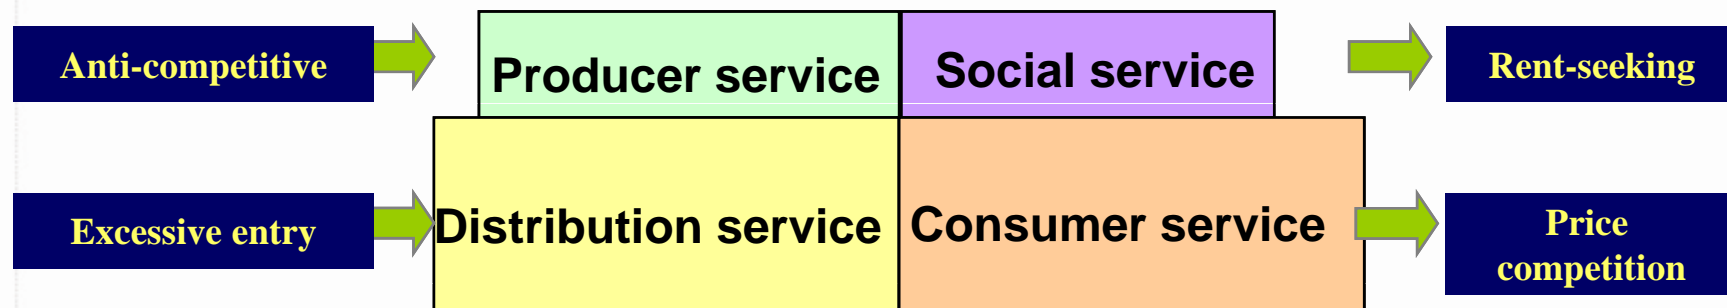 Anti-competitive
Producer service
Social service
Rent-seeking
Excessive entry
Distribution service
Consumer service
Price
competition